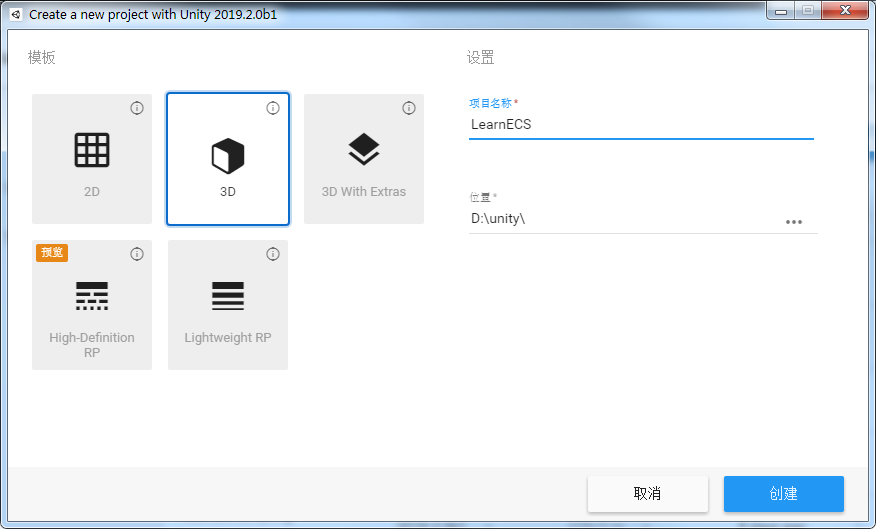 Create a new project with Unity 2019.2.0b1
模板
2D
3D
3D With Extras
预览
High-Definition
RP
Lightweight RP
设置
项目名称*
LearnECS
位置*
D:\unity\
取消
创建